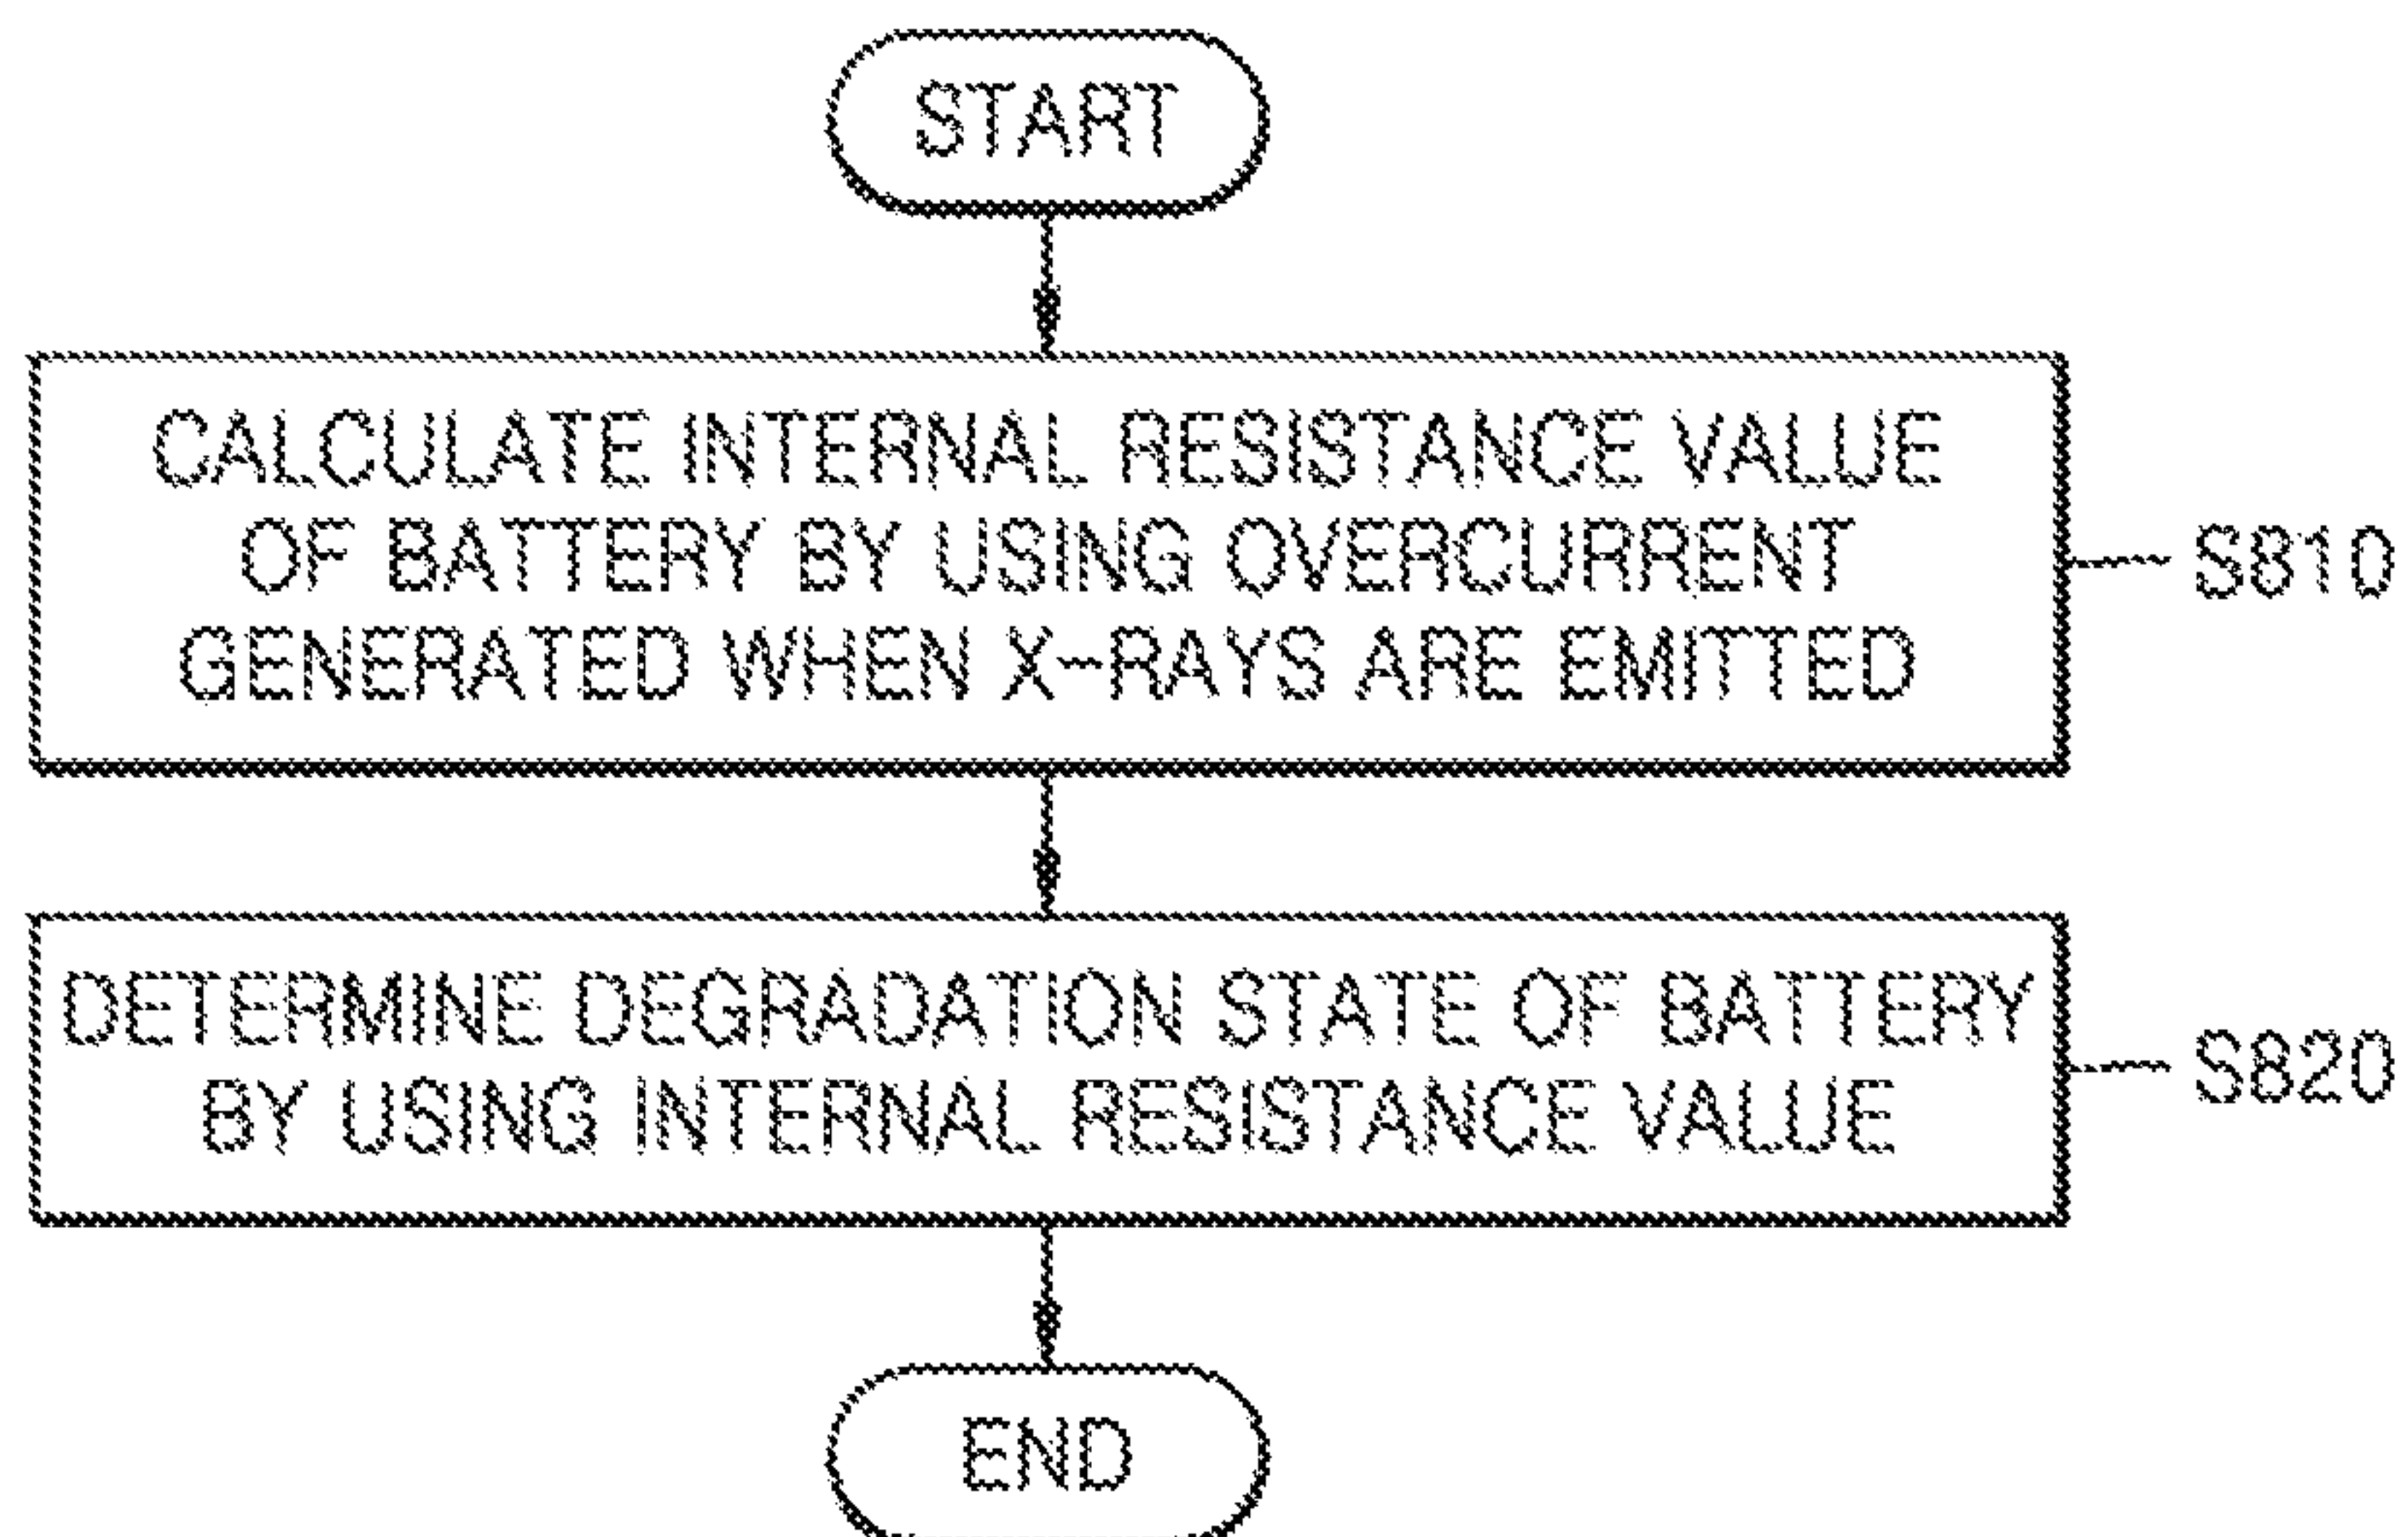 START
CALCULATE INTERNAL RESISTANCE VALUE
OF BATTERY BY USING OVERCURRENT
GENERATED WHEN X-RAYS ARE EMITTED
S810
DETERMINE DEGRADATION STATE OF BATTERY
BY USING INTERNAL RESISTANCE VALUE
S820
END